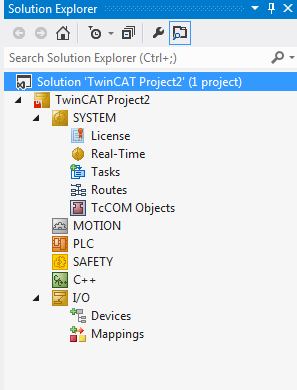 Solution Explorer
Search Solution Explorer (Ctrl+;)
Solution 'TwinCAT Project2' (1 project)
TwinCAT Project2
SYSTEM
License
Real-Time
Tasks
Routes
TcCOM Objects
MOTION
PLC
SAFETY
C++
I/O
Devices
Mappings